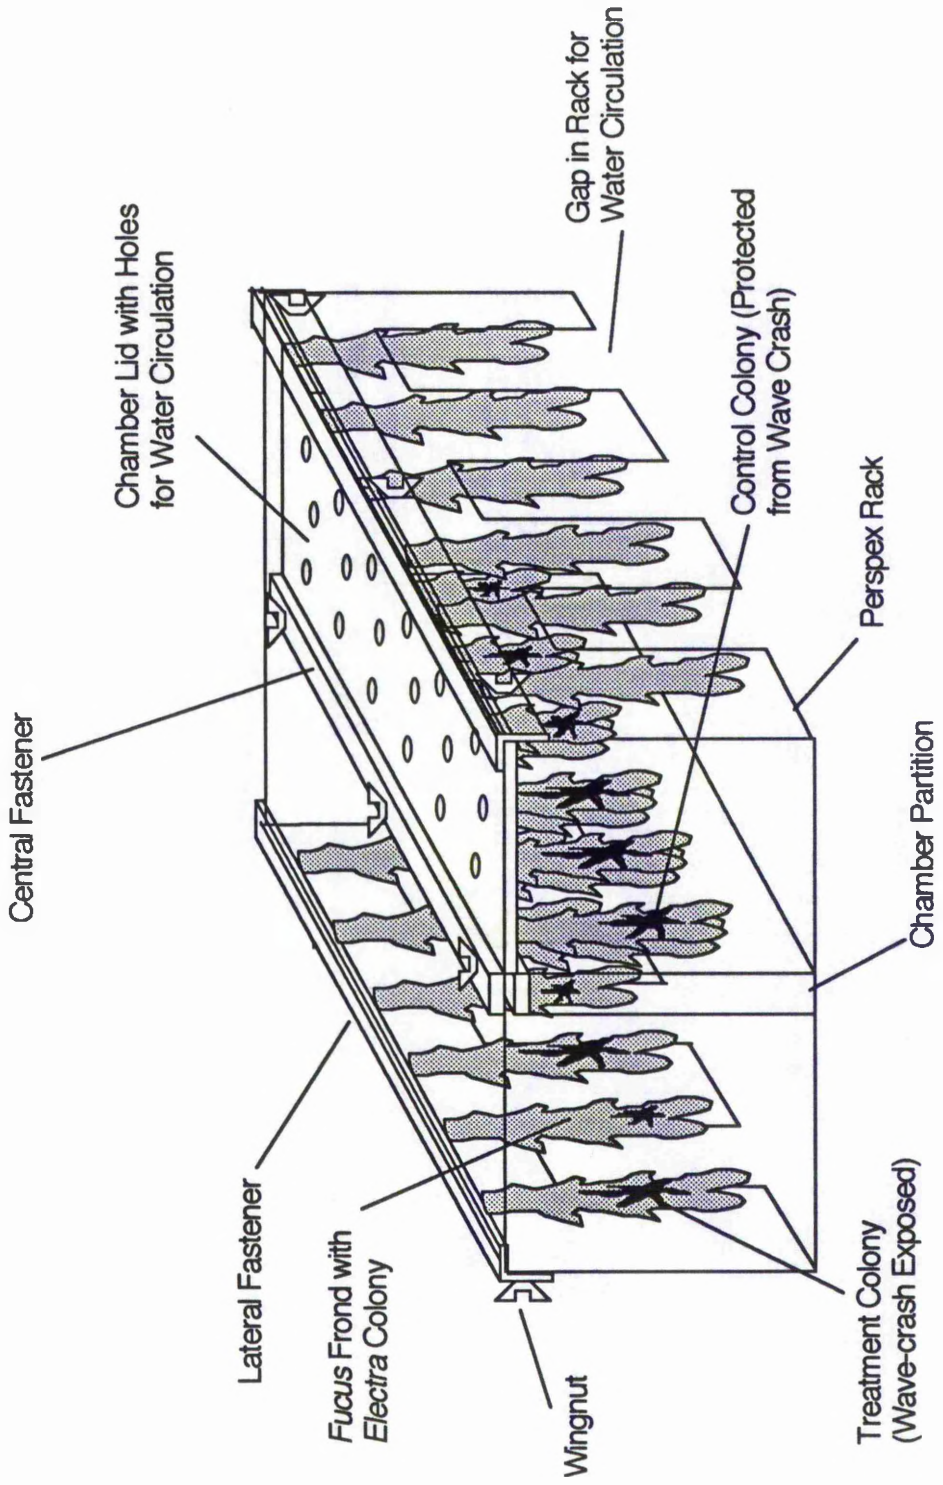 Central Fastener
Chamber Lid with Holes
for Water Circulation
Gap in Rack for
Water Circulation
Lateral Fastener
Fucus Frond with
Electra Colony
Wingnut
Control Colony (Protected
from Wave Crash)
Perspex Rack
Chamber Partition
Treatment Colony
(Wave-crash Exposed)